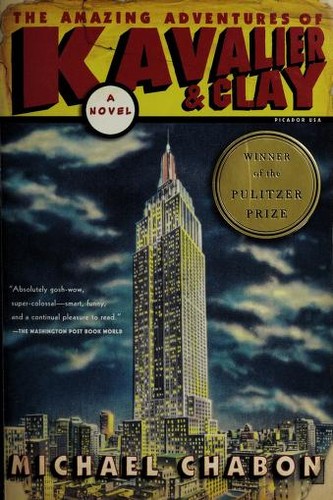 THE AMAZING ADVENTURES OF
KAVALIER
& CLAY
A
NOVEL
PICADOR USA
WINNER
of the
PULITZER
PRIZE
"Absolutely gosh-wow,
super-colossal—smart, funny,
and a continual pleasure to read."
—THE WASHINGTON POST BOOK WORLD
MICHAEL CHABON